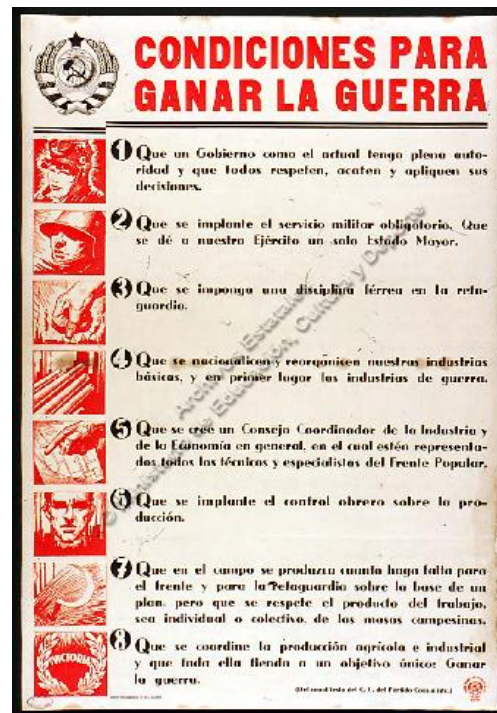 CONDICIONES PARA
GANAR LA GUERRA
1 Que un Gobierno como el actual tenga plena auto-
ridad y que todos respeten, acaten y apliquen sus
decisiones.
2 Que se implante el servicio militar obligatorio. Que
se dé a nuestro Ejército un solo Estado Mayor.
3 Que se imponga una disciplina férrea en la reta-
guardia.
4 Que se nacionalicen y reorganicen nuestras industrias
básicas, y en primer lugar las industrias de guerra.
5 Que se cree un Consejo Coordinador de la Industria y
de la Economía en general, en el cual estén representa-
dos todos los técnicos y especialistas del Frente Popular.
6 Que se implante el control obrero sobre la pro-
ducción.
7 Que en el campo se produzca cuanto haga falta para
el frente y para la Retaguardia sobre la base de un
plan, pero que se respete el producto del trabajo,
sea individual o colectivo, de las masas campesinas.
VICTORIA
8 Que se coordine la producción agrícola e industrial
y que toda ella tienda a un objetivo único: Ganar
la guerra.
(Del manifiesto del C. C. del Partido Comunista.)
Archivos Estatales
Educación, Cultura y Deporte